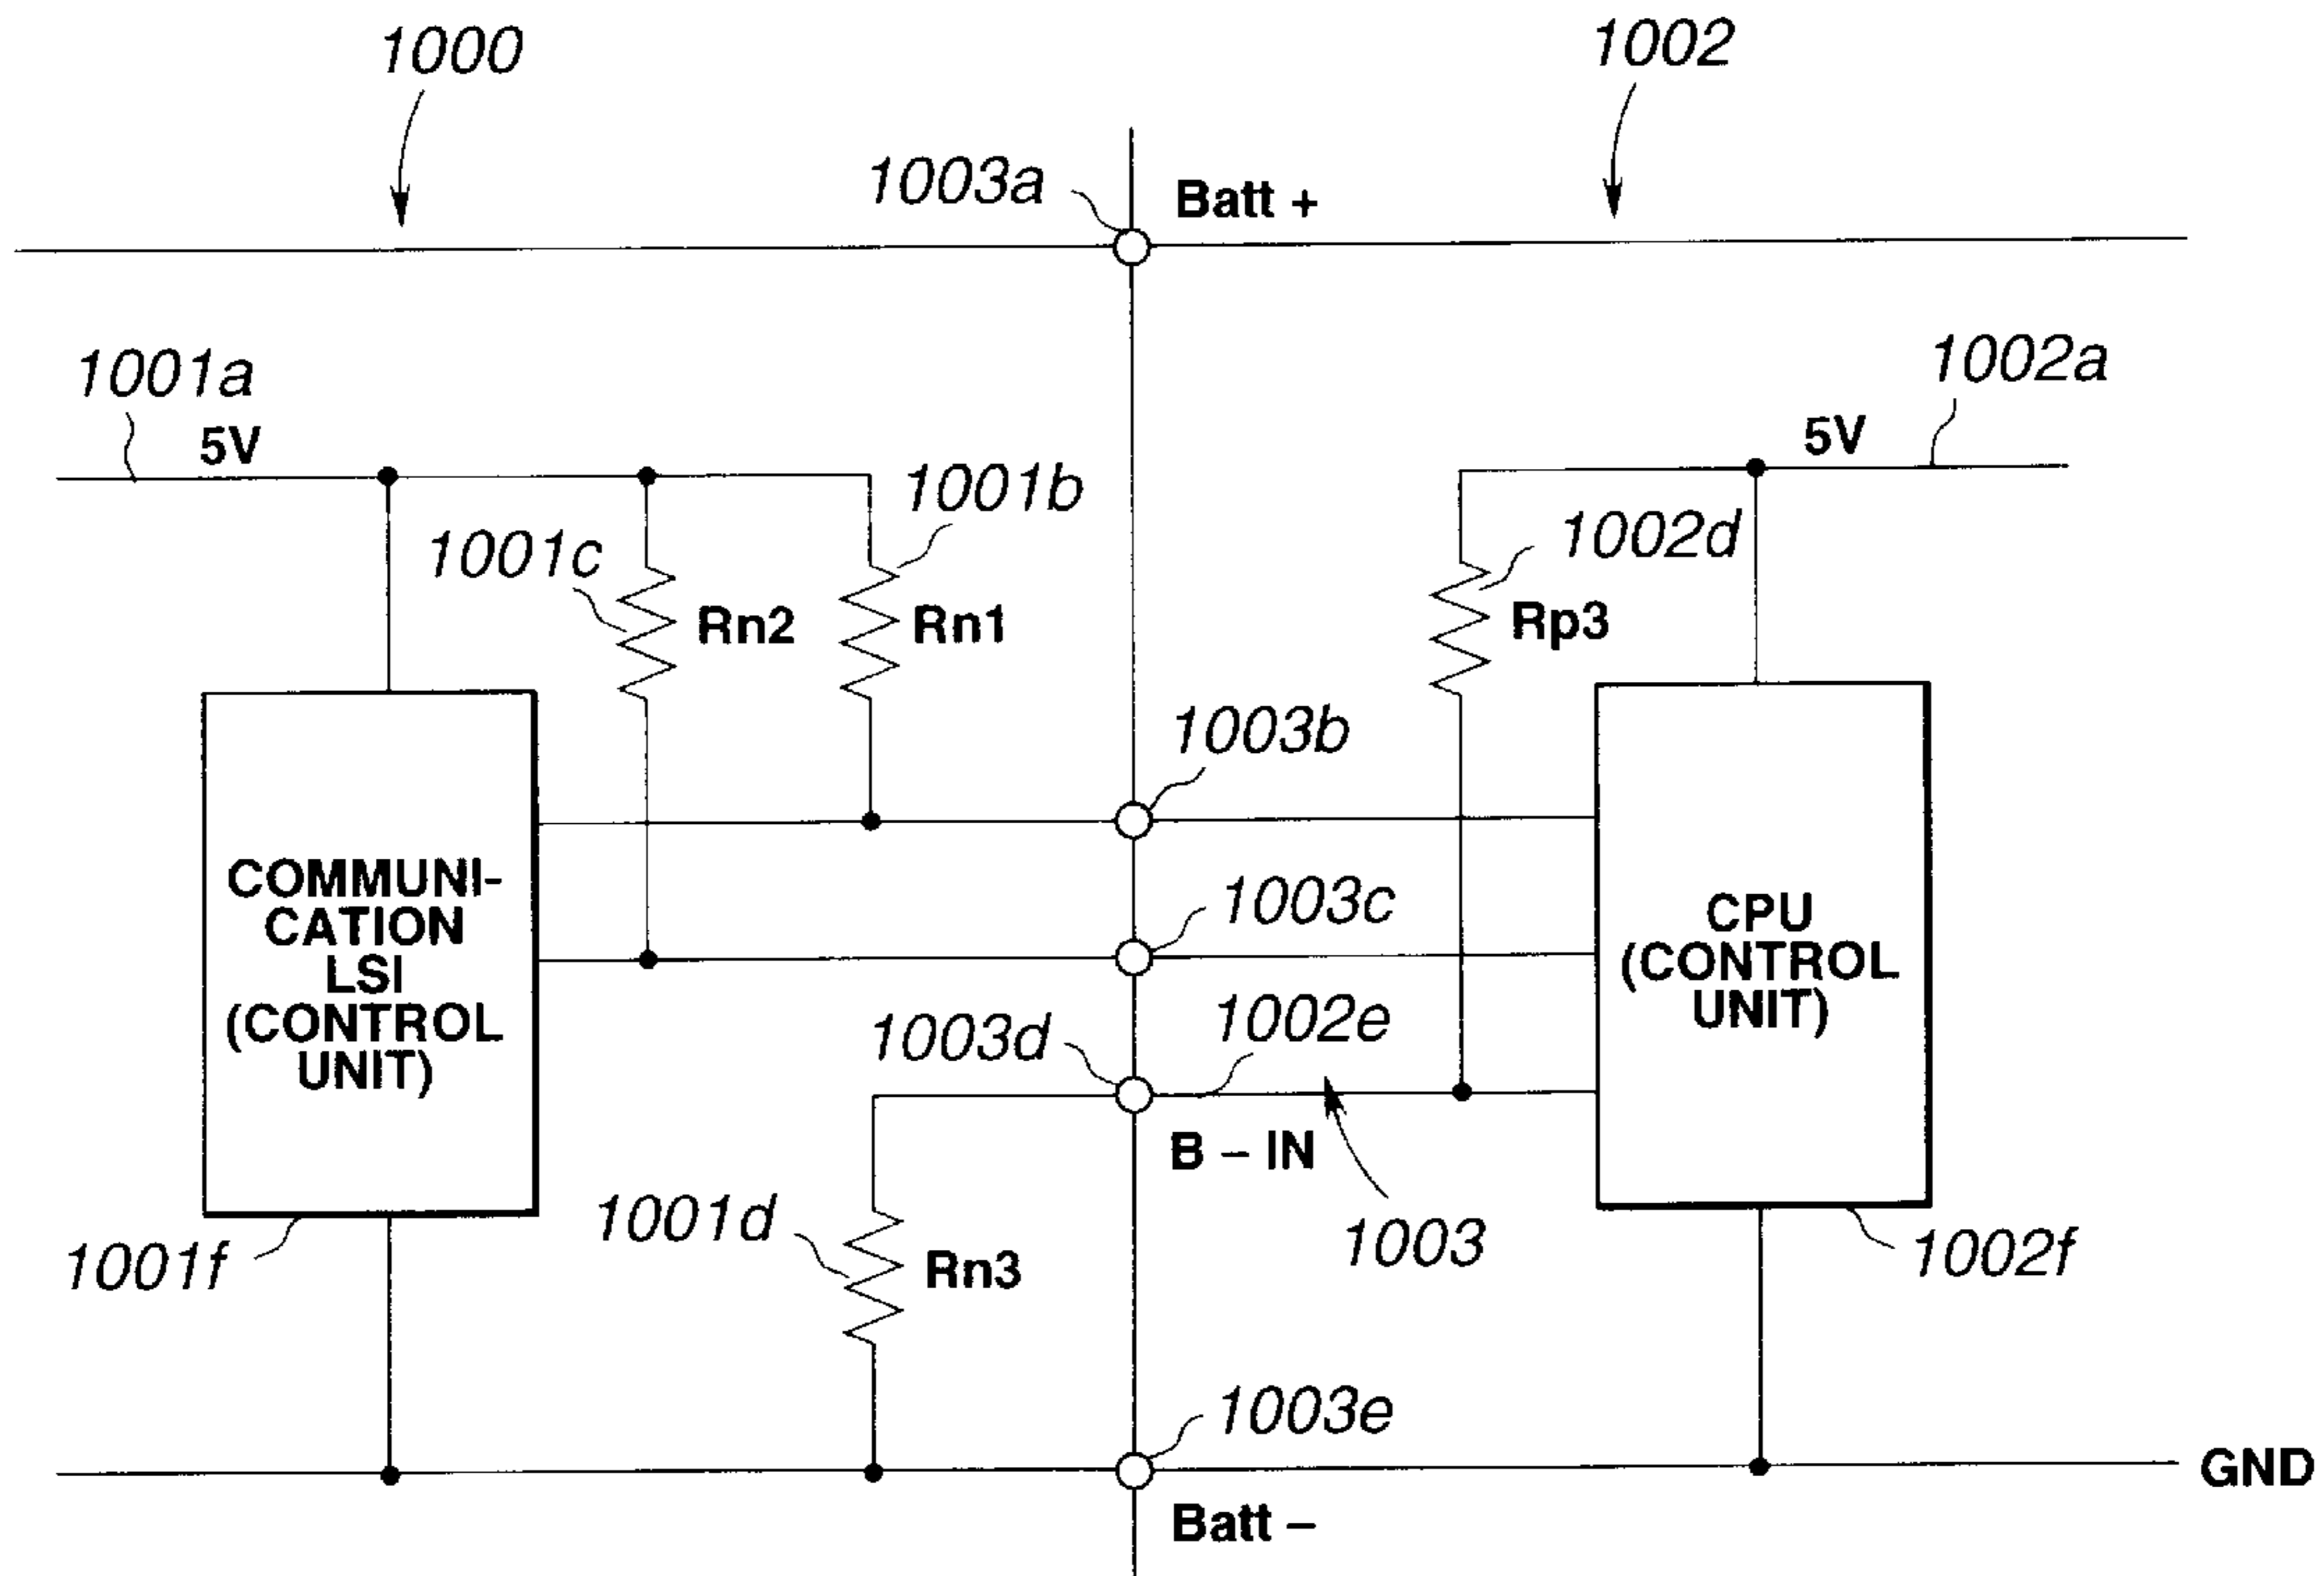 1000
1002
1003a
Batt +
1001a
5V
1002a
5V
1001b
1001c
1002d
Rn2
Rn1
Rp3
1003b
COMMUNI-
CATION
LSI
(CONTROL
UNIT)
1003c
CPU
(CONTROL
UNIT)
1003d
1002e
B – IN
1001d
Rn3
1003
1001f
1002f
1003e
GND
Batt –